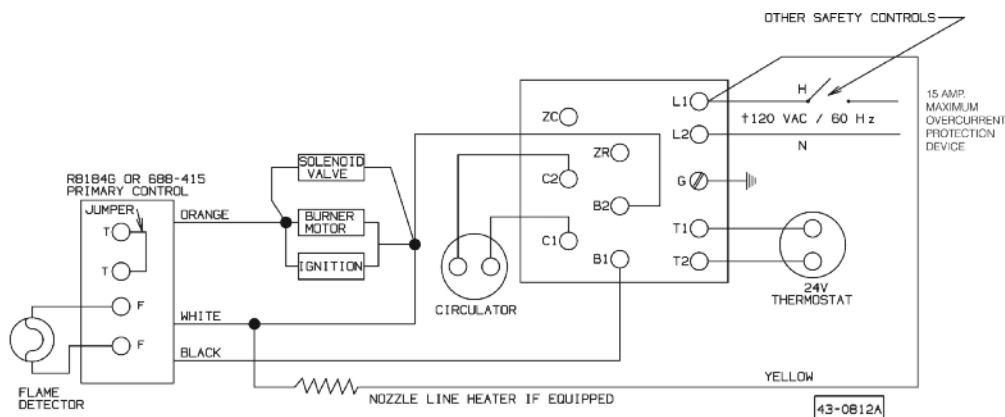 OTHER SAFETY CONTROLS
L1
H
15 AMP.
MAXIMUM
OVERCURRENT
PROTECTION
DEVICE
ZC
†120 VAC / 60 Hz
L2
N
ZR
SOLENOID
VALVE
R8184G OR 688-415
PRIMARY CONTROL
C2
G
JUMPER
ORANGE
BURNER
MOTOR
B2
T
T1
C1
IGNITION
B1
T2
T
24V
THERMOSTAT
CIRCULATOR
F
WHITE
F
BLACK
YELLOW
FLAME
DETECTOR
NOZZLE LINE HEATER IF EQUIPPED
43-0812A